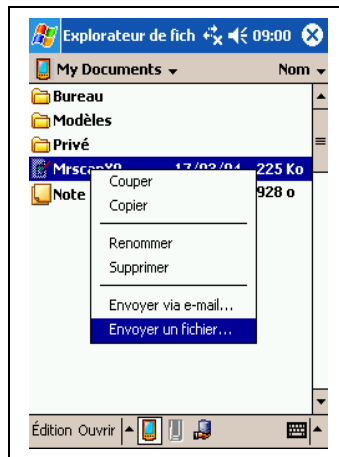 Explorateur de fich 09:00
My Documents Nom
Bureau
Modèles
Privé
17/03/04 225 Ko
Note 928 o
Couper
Copier
Renommer
Supprimer
Envoyer via e-mail...
Envoyer un fichier...
Édition Ouvrir